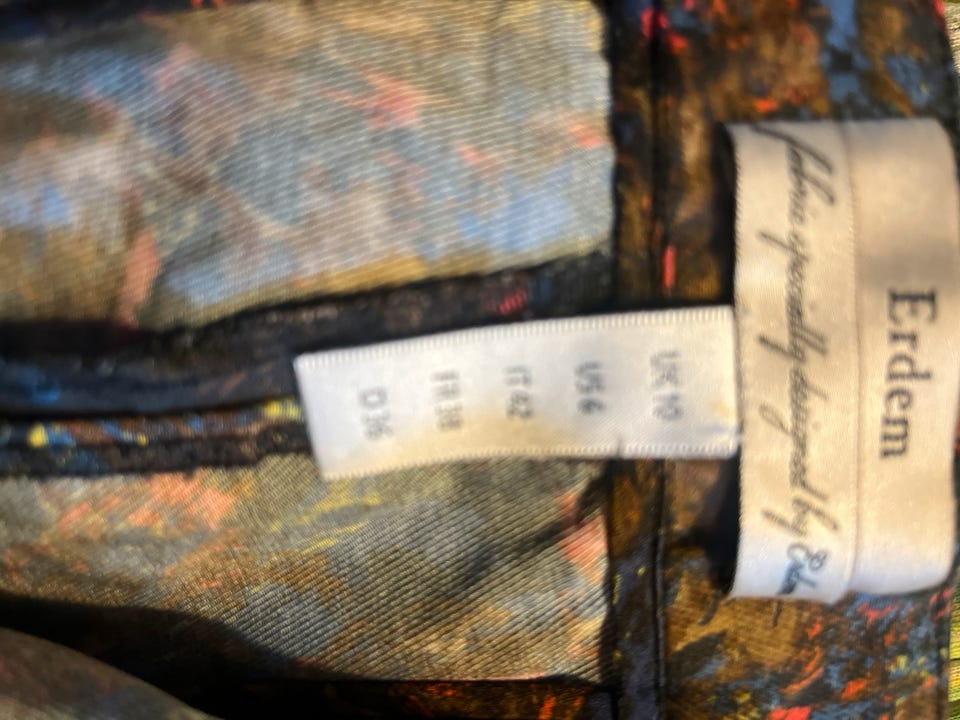 Erdem
fabric specially designed by Erdem
UK 10
US 6
IT 42
FR 38
D 36